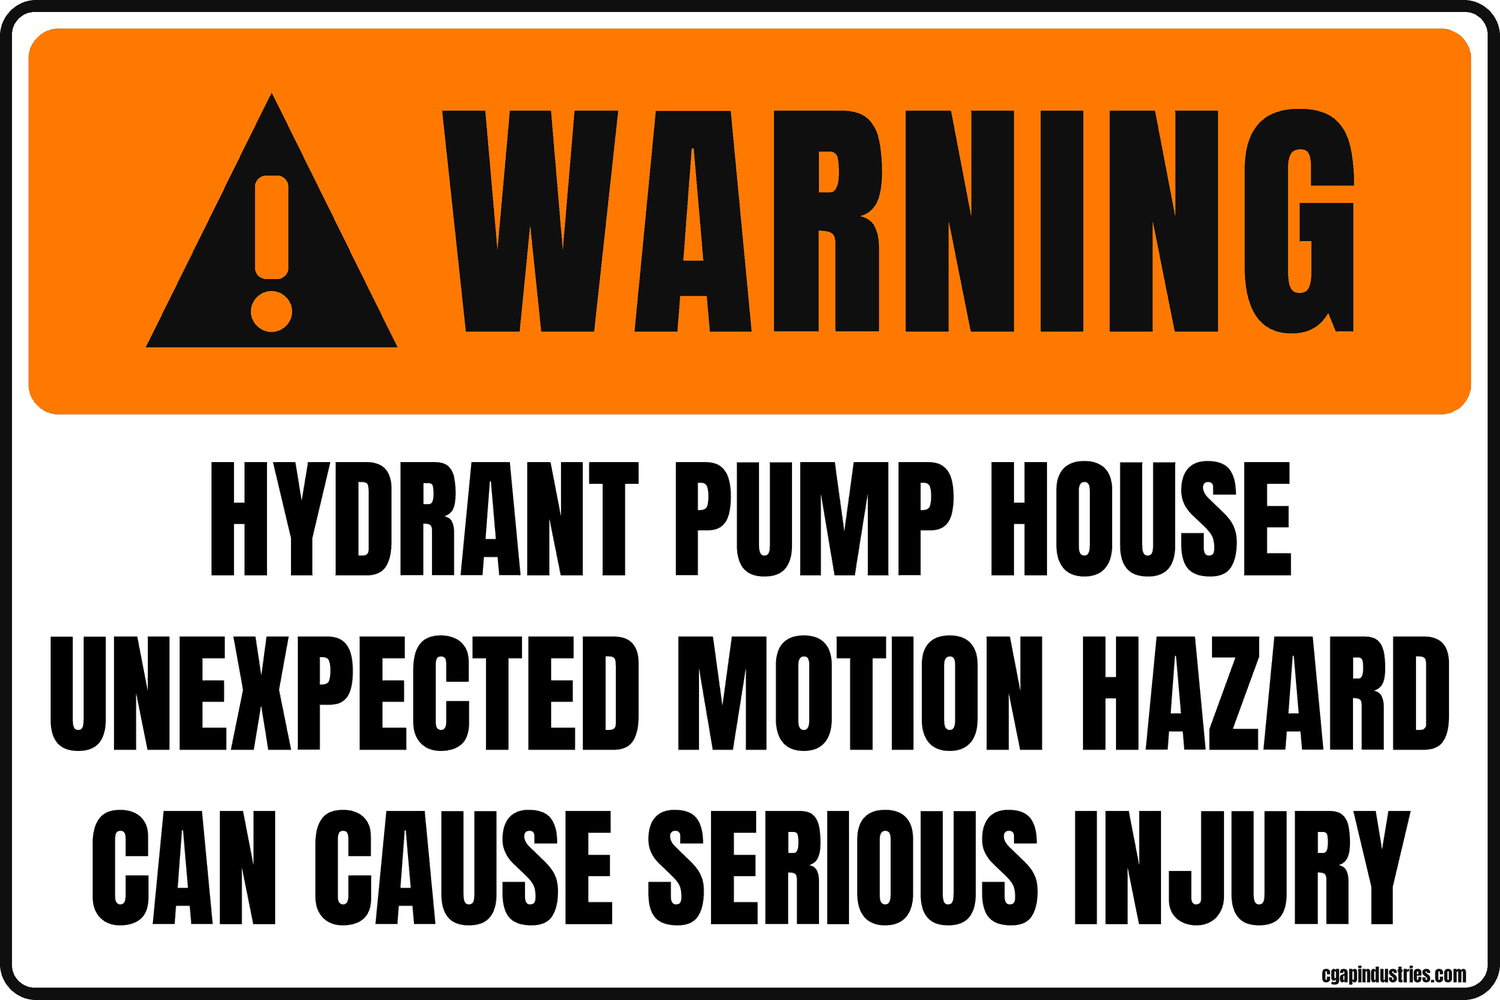 WARNING
HYDRANT PUMP HOUSE
UNEXPECTED MOTION HAZARD
CAN CAUSE SERIOUS INJURY
cgapindustries.com